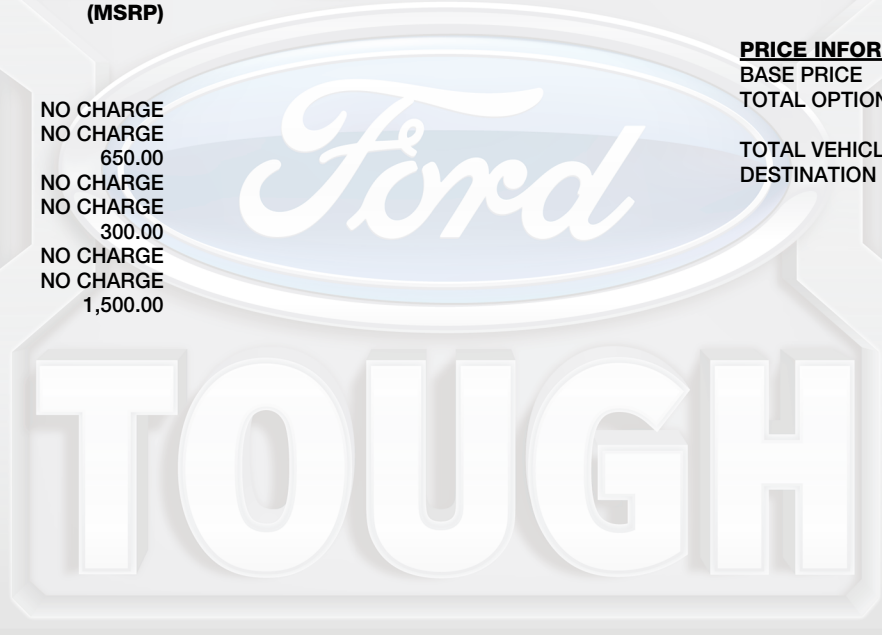 (MSRP)
NO CHARGE
NO CHARGE
650.00
NO CHARGE
NO CHARGE
300.00
NO CHARGE
NO CHARGE
1,500.00
PRICE INFOR
BASE PRICE
TOTAL OPTION
TOTAL VEHICL
DESTINATION
Ford
TOUGH